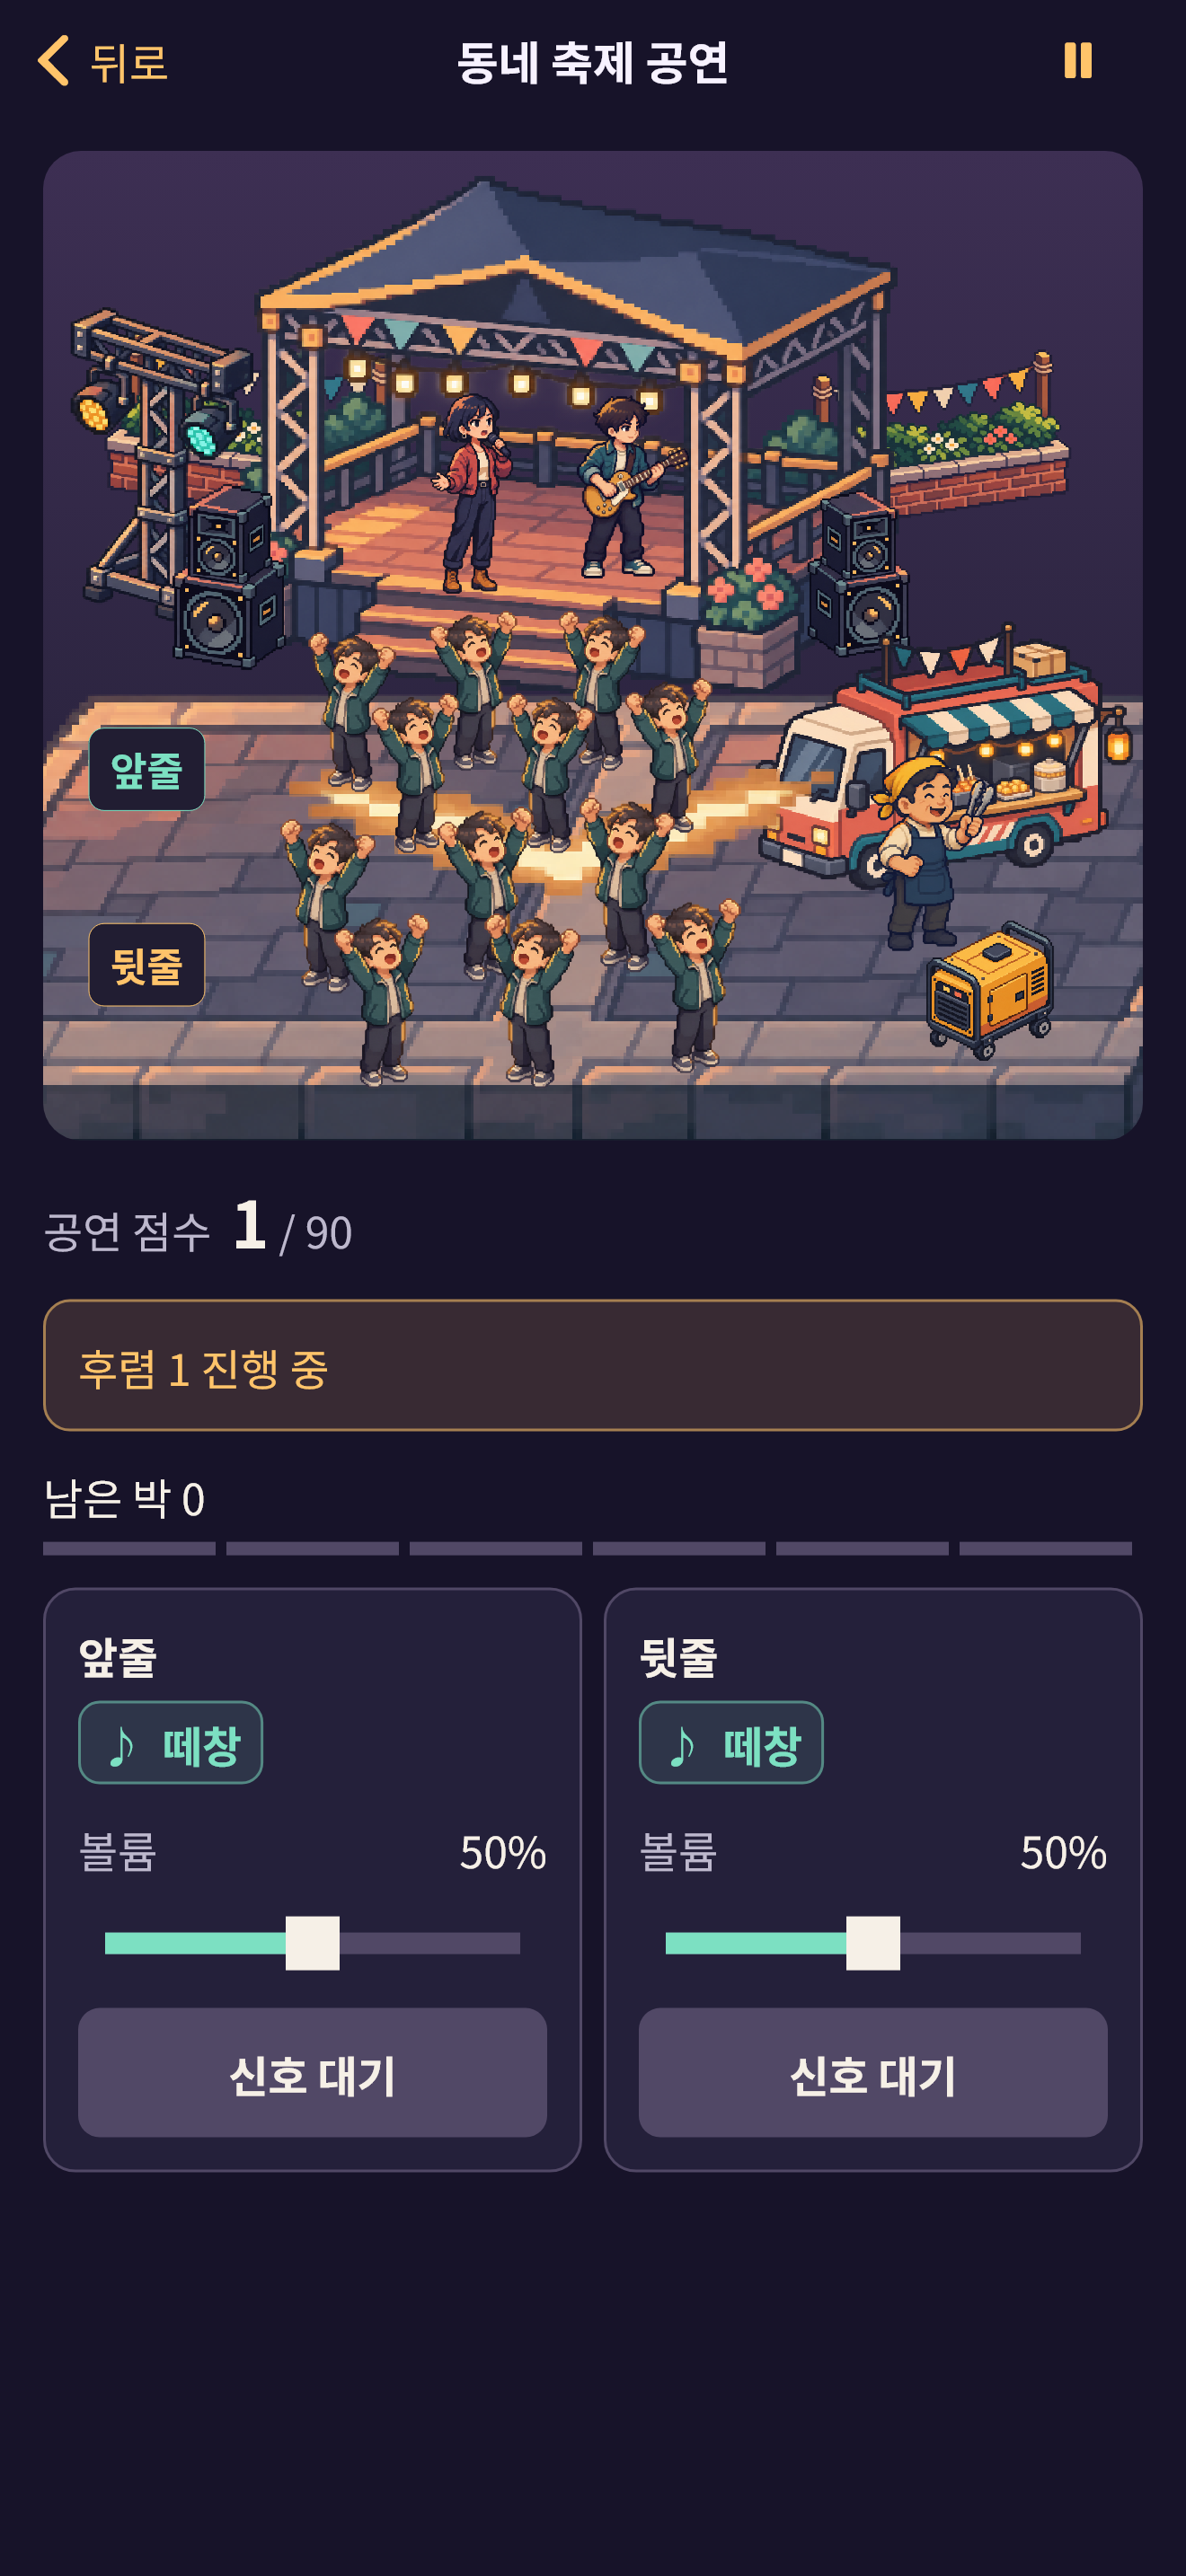 뒤로
동네 축제 공연
앞줄
뒷줄
공연 점수 1 / 90
후렴 1 진행 중
남은 박 0
앞줄
♪ 떼창
볼륨 50%
신호 대기
뒷줄
♪ 떼창
볼륨 50%
신호 대기